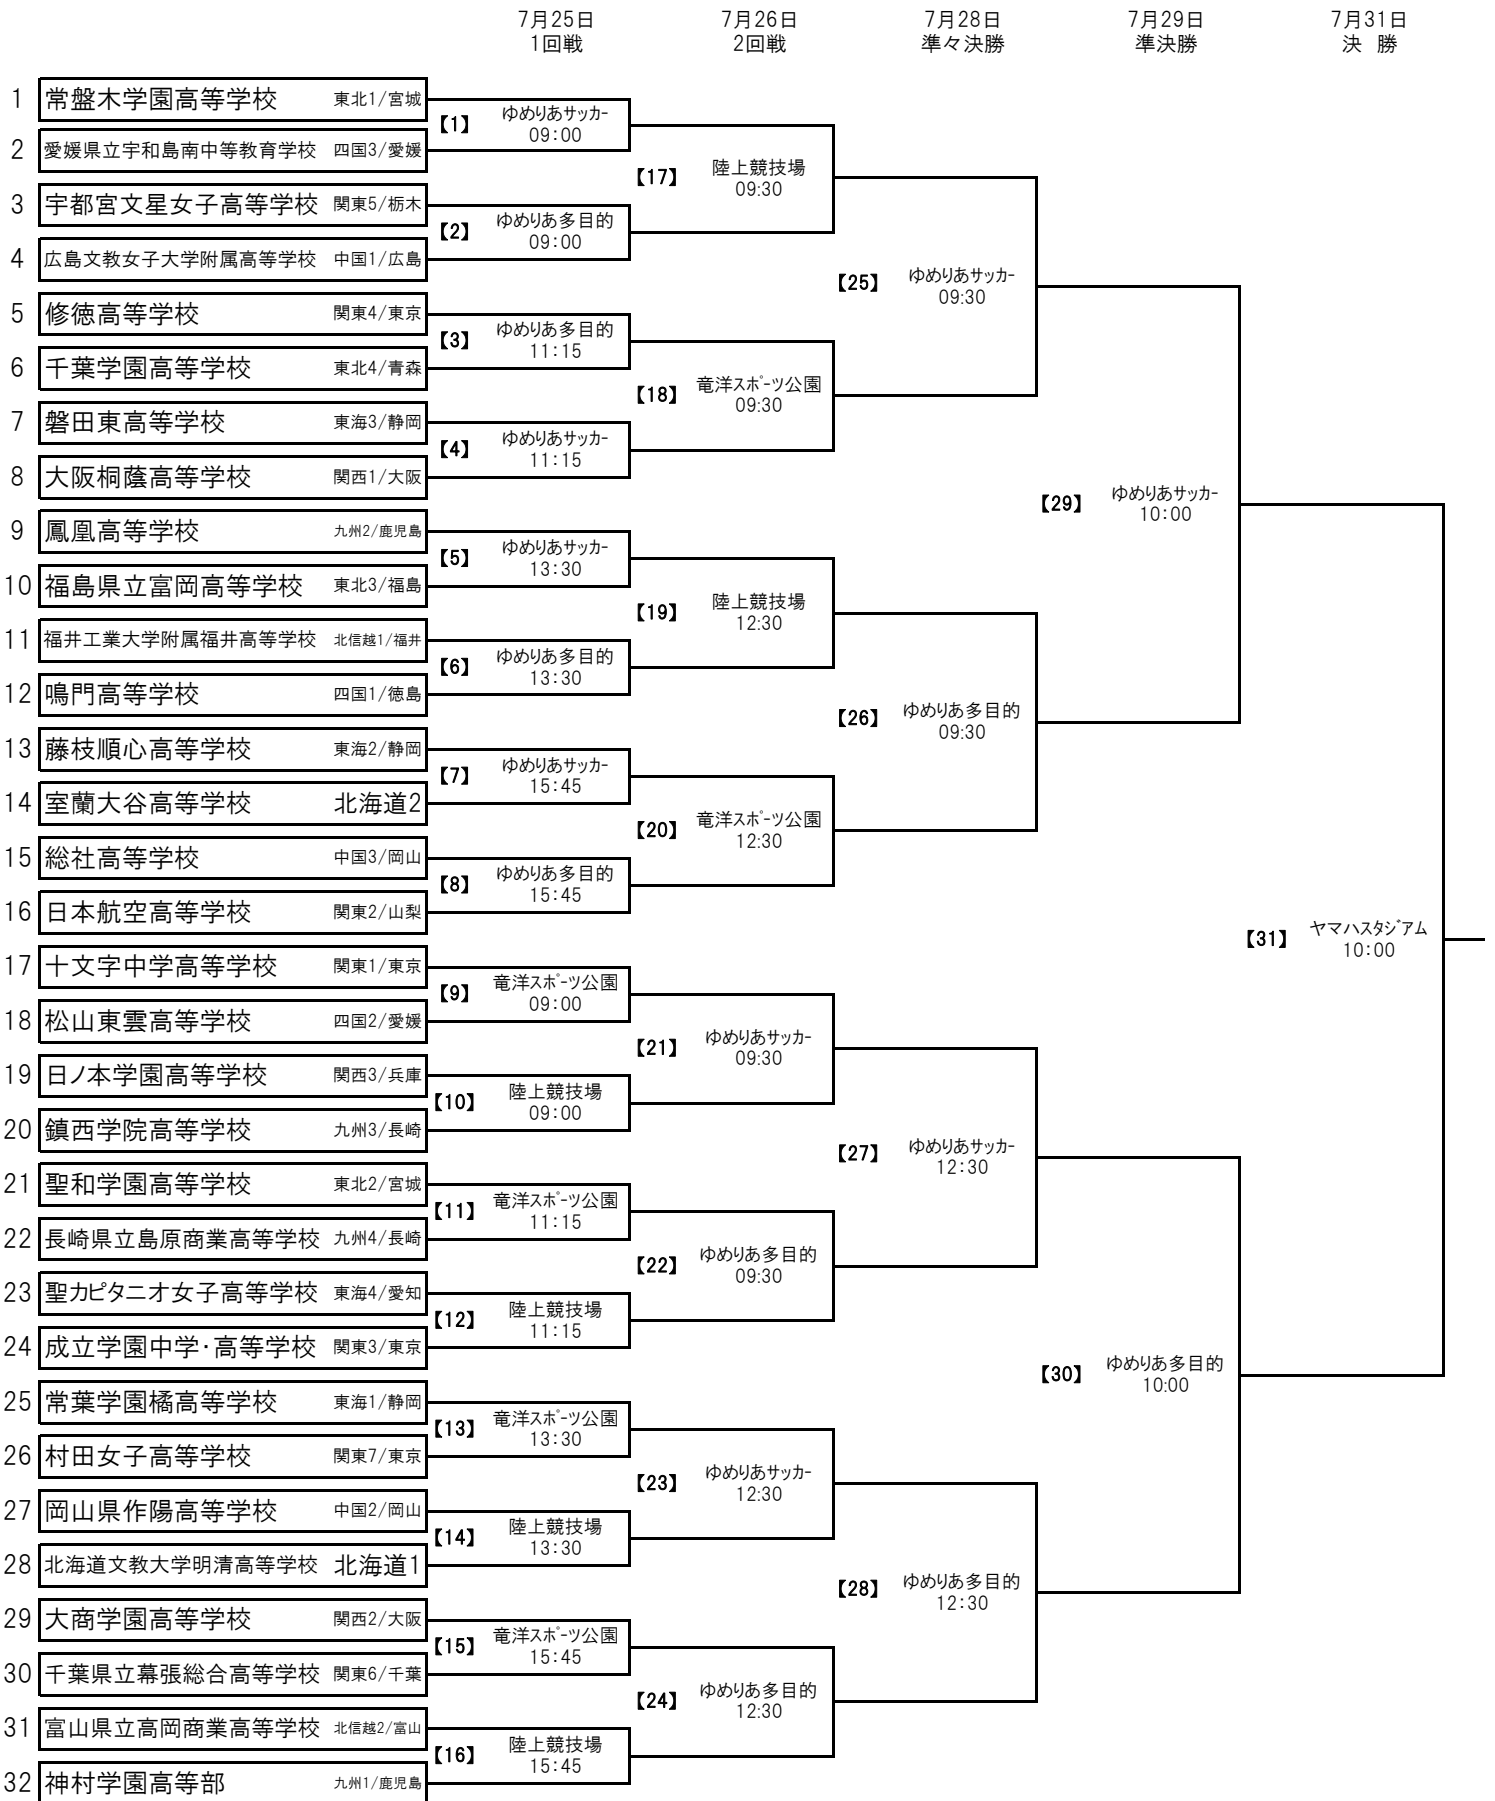 7月25日 7月26日 7月28日 7月29日 7月31日
1回戦 2回戦 準々決勝 準決勝 決 勝
1 常盤木学園高等学校 東北1/宮城
【1】 ゆめりあサッカー
09:00
2 愛媛県立宇和島南中等教育学校 四国3/愛媛
【17】 陸上競技場
09:30
3 宇都宮文星女子高等学校 関東5/栃木
【2】 ゆめりあ多目的
09:00
4 広島文教女子大学附属高等学校 中国1/広島
【25】 ゆめりあサッカー
09:30
5 修徳高等学校 関東4/東京
【3】 ゆめりあ多目的
11:15
6 千葉学園高等学校 東北4/青森
【18】 竜洋スポーツ公園
09:30
7 磐田東高等学校 東海3/静岡
【4】 ゆめりあサッカー
11:15
8 大阪桐蔭高等学校 関西1/大阪
【29】 ゆめりあサッカー
10:00
9 鳳凰高等学校 九州2/鹿児島
【5】 ゆめりあサッカー
13:30
10 福島県立富岡高等学校 東北3/福島
【19】 陸上競技場
12:30
11 福井工業大学附属福井高等学校 北信越1/福井
【6】 ゆめりあ多目的
13:30
12 鳴門高等学校 四国1/徳島
【26】 ゆめりあ多目的
09:30
13 藤枝順心高等学校 東海2/静岡
【7】 ゆめりあサッカー
15:45
14 室蘭大谷高等学校 北海道2
【20】 竜洋スポーツ公園
12:30
15 総社高等学校 中国3/岡山
【8】 ゆめりあ多目的
15:45
16 日本航空高等学校 関東2/山梨
【31】 ヤマハスタジアム
10:00
17 十文字中学高等学校 関東1/東京
【9】 竜洋スポーツ公園
09:00
18 松山東雲高等学校 四国2/愛媛
【21】 ゆめりあサッカー
09:30
19 日ノ本学園高等学校 関西3/兵庫
【10】 陸上競技場
09:00
20 鎮西学院高等学校 九州3/長崎
【27】 ゆめりあサッカー
12:30
21 聖和学園高等学校 東北2/宮城
【11】 竜洋スポーツ公園
11:15
22 長崎県立島原商業高等学校 九州4/長崎
【22】 ゆめりあ多目的
09:30
23 聖カピタニオ女子高等学校 東海4/愛知
【12】 陸上競技場
11:15
24 成立学園中学・高等学校 関東3/東京
【30】 ゆめりあ多目的
10:00
25 常葉学園橘高等学校 東海1/静岡
【13】 竜洋スポーツ公園
13:30
26 村田女子高等学校 関東7/東京
【23】 ゆめりあサッカー
12:30
27 岡山県作陽高等学校 中国2/岡山
【14】 陸上競技場
13:30
28 北海道文教大学明清高等学校 北海道1
【28】 ゆめりあ多目的
12:30
29 大商学園高等学校 関西2/大阪
【15】 竜洋スポーツ公園
15:45
30 千葉県立幕張総合高等学校 関東6/千葉
【24】 ゆめりあ多目的
12:30
31 富山県立高岡商業高等学校 北信越2/富山
【16】 陸上競技場
15:45
32 神村学園高等部 九州1/鹿児島